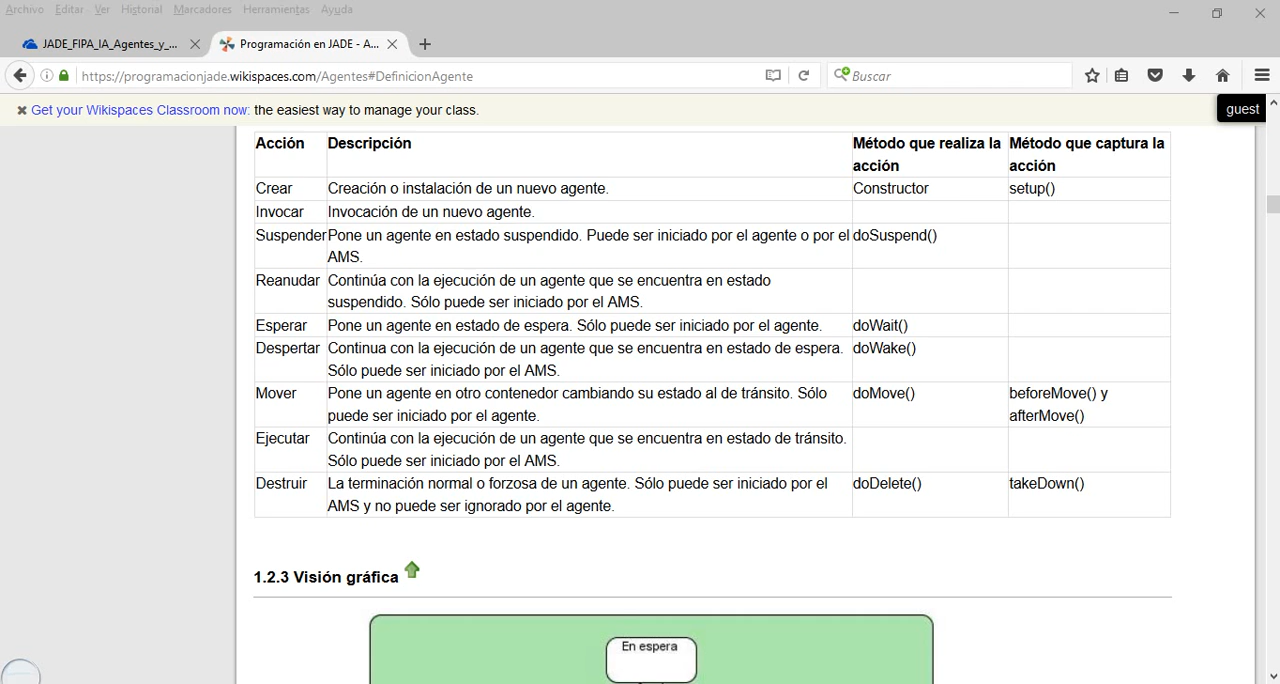 Archivo Editar Ver Historial Marcadores Herramientas Ayuda
JADE_FIPA_IA_Agentes_y_... Programación en JADE - A...
https://programacionjade.wikispaces.com/Agentes#DefinicionAgente Buscar
Get your Wikispaces Classroom now: the easiest way to manage your class. guest
Acción Descripción Método que realiza la acción Método que captura la acción
Crear Creación o instalación de un nuevo agente. Constructor setup()
Invocar Invocación de un nuevo agente.
Suspender Pone un agente en estado suspendido. Puede ser iniciado por el agente o por el doSuspend()
AMS.
Reanudar Continúa con la ejecución de un agente que se encuentra en estado
suspendido. Sólo puede ser iniciado por el AMS.
Esperar Pone un agente en estado de espera. Sólo puede ser iniciado por el agente. doWait()
Despertar Continua con la ejecución de un agente que se encuentra en estado de espera. doWake()
Sólo puede ser iniciado por el AMS.
Mover Pone un agente en otro contenedor cambiando su estado al de tránsito. Sólo doMove() beforeMove() y
puede ser iniciado por el agente. afterMove()
Ejecutar Continúa con la ejecución de un agente que se encuentra en estado de tránsito.
Sólo puede ser iniciado por el AMS.
Destruir La terminación normal o forzosa de un agente. Sólo puede ser iniciado por el doDelete() takeDown()
AMS y no puede ser ignorado por el agente.
1.2.3 Visión gráfica
En espera